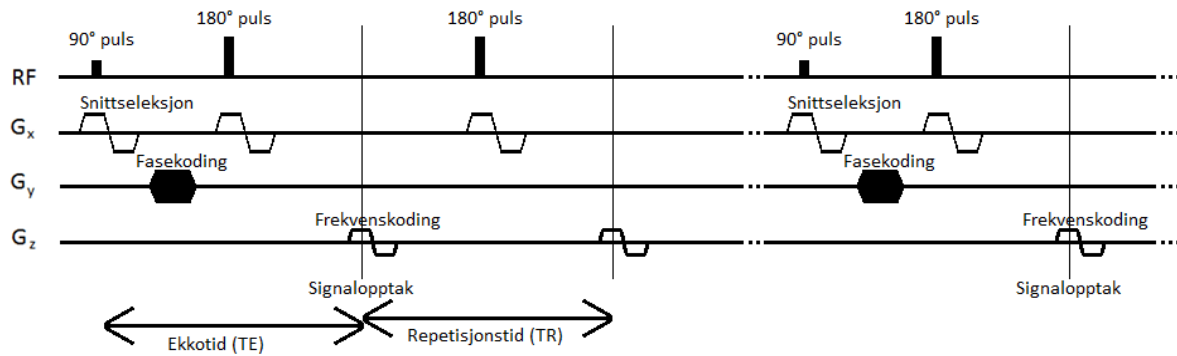 180° puls
180° puls
180° puls
90° puls
90° puls
RF
Snittseleksjon
Snittseleksjon
Gx
Fasekoding
Fasekoding
Gy
Frekvenskoding
Frekvenskoding
Gz
Signalopptak
Signalopptak
Ekkotid (TE)
Repetisjonstid (TR)